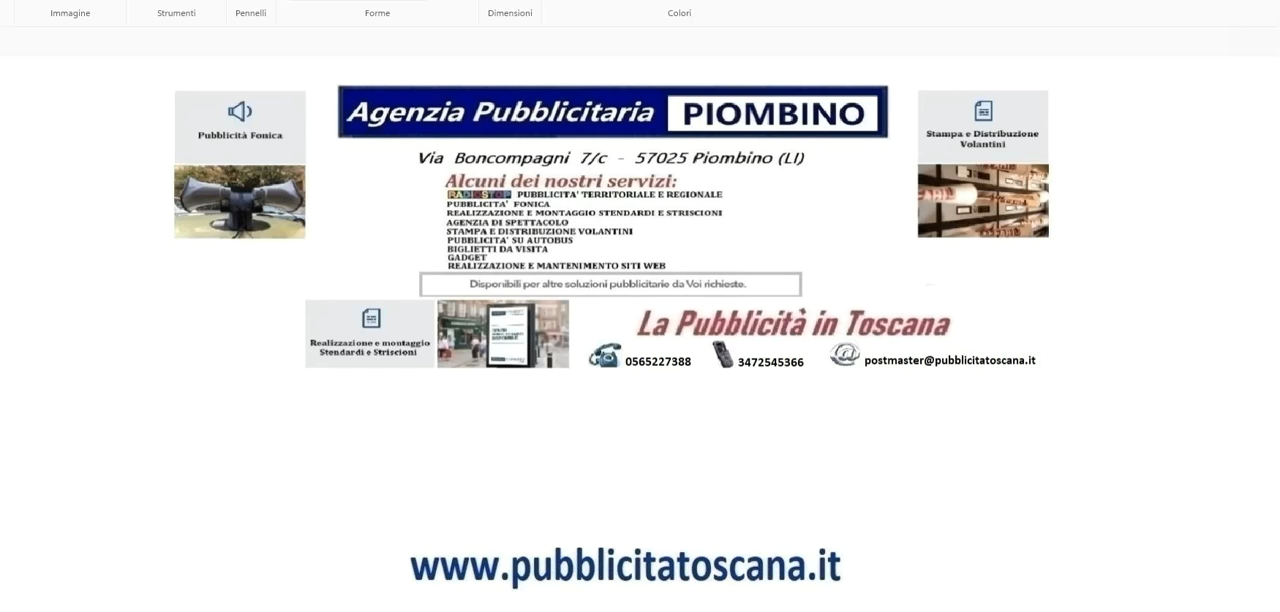 Immagine Strumenti Pennelli Forme Dimensioni Colori
Agenzia Pubblicitaria PIOMBINO
Pubblicità Fonica
Stampa e Distribuzione
Volantini
Via Boncompagni 7/c - 57025 Piombino (LI)
Alcuni dei nostri servizi:
RADIOSTOP PUBBLICITA' TERRITORIALE E REGIONALE
PUBBLICITA' FONICA
REALIZZAZIONE E MONTAGGIO STENDARDI E STRISCIONI
AGENZIA DI SPETTACOLO
STAMPA E DISTRIBUZIONE VOLANTINI
PUBBLICITA' SU AUTOBUS
BIGLIETTI DA VISITA
GADGET
REALIZZAZIONE E MANTENIMENTO SITI WEB
Disponibili per altre soluzioni pubblicitarie da Voi richieste.
Realizzazione e montaggio
Stendardi e Striscioni
La Pubblicità in Toscana
0565227388 3472545366 postmaster@pubblicitatoscana.it
www.pubblicitatoscana.it